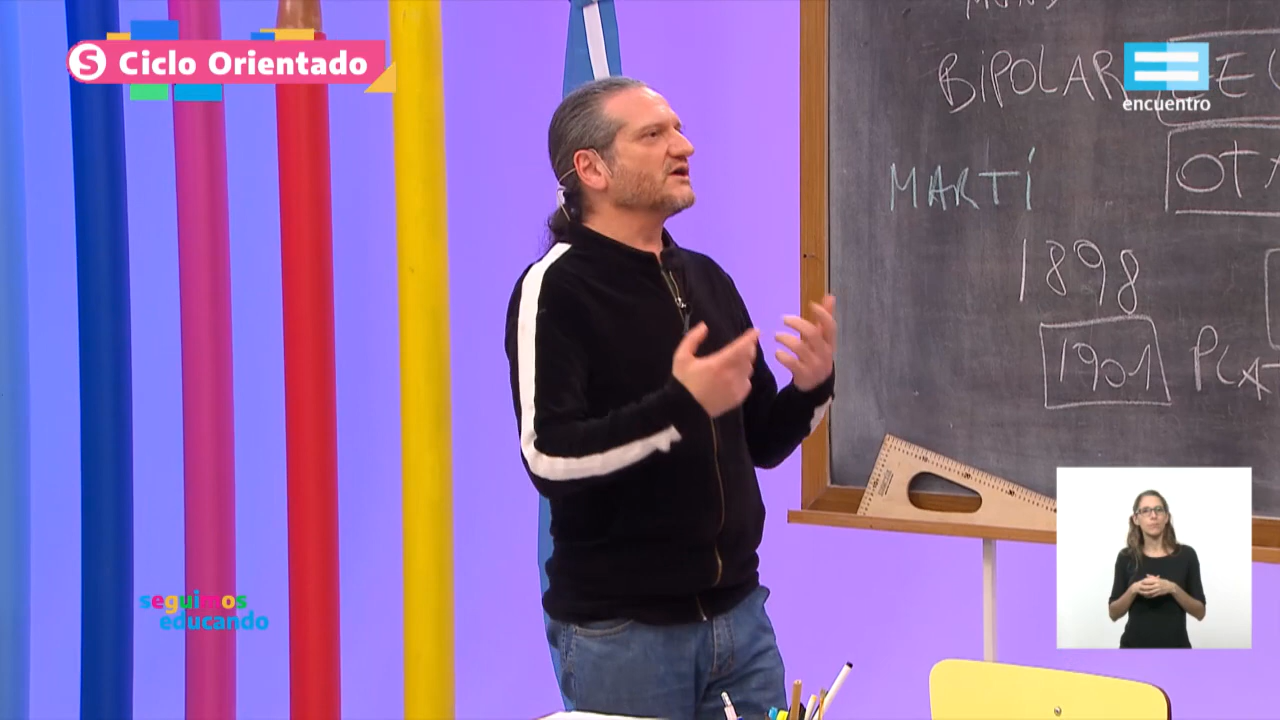 S Ciclo Orientado
encuentro
BIPOLAR
MARTÍ
1898
1901
seguimos
educando